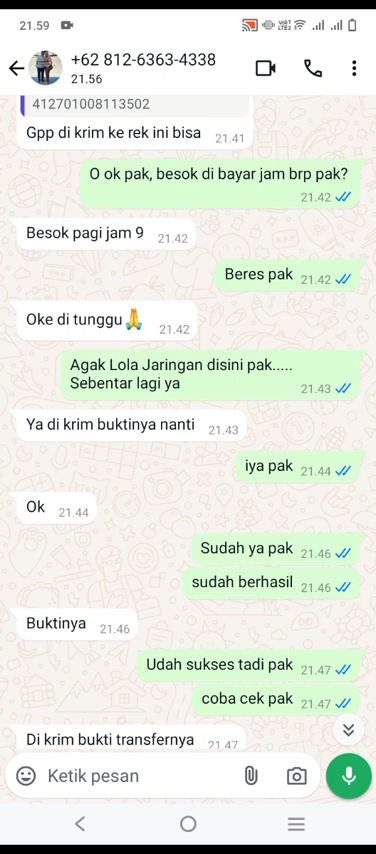 21.59
+62 812-6363-4338
21.56
412701008113502
Gpp di krim ke rek ini bisa 21.41
O ok pak, besok di bayar jam brp pak?
21.42
Besok pagi jam 9 21.42
Beres pak 21.42
Oke di tunggu🙏 21.42
Agak Lola Jaringan disini pak.....
Sebentar lagi ya 21.43
Ya di krim buktinya nanti 21.43
iya pak 21.44
Ok 21.44
Sudah ya pak 21.46
sudah berhasil 21.46
Buktinya 21.46
Udah sukses tadi pak 21.47
coba cek pak 21.47
Di krim bukti transfernya 21.47
Ketik pesan